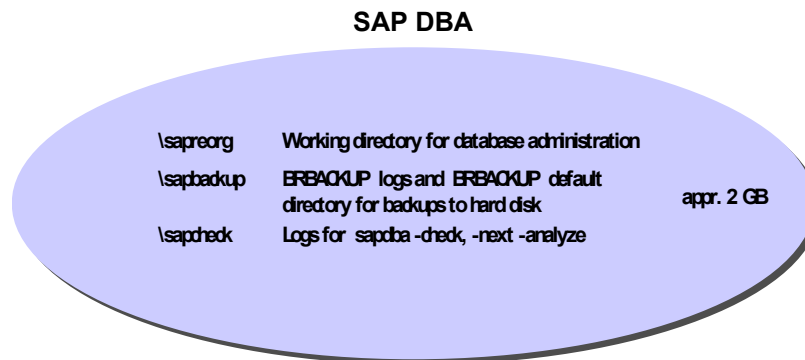 SAP DBA
\sapreorg Working directory for database administration
\sapbackup BRBACKUP logs and BRBACKUP default
directory for backups to hard disk
appr. 2 GB
\sapcheck Logs for sapdba -check, -next -analyze